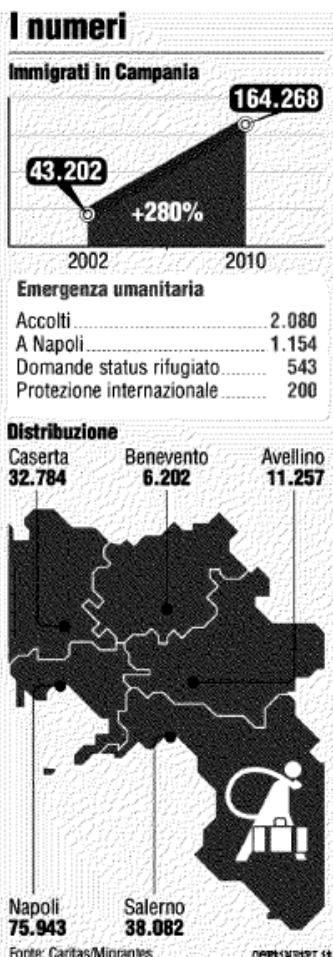 I numeri
Immigrati in Campania
164.268
43.202
+280%
2002 2010
Emergenza umanitaria
Accolti 2.080
A Napoli 1.154
Domande status rifugiato 543
Protezione internazionale 200
Distribuzione
Caserta Benevento Avellino
32.784 6.202 11.257
Napoli Salerno
75.943 38.082
Fonte: Caritas/Migrantes